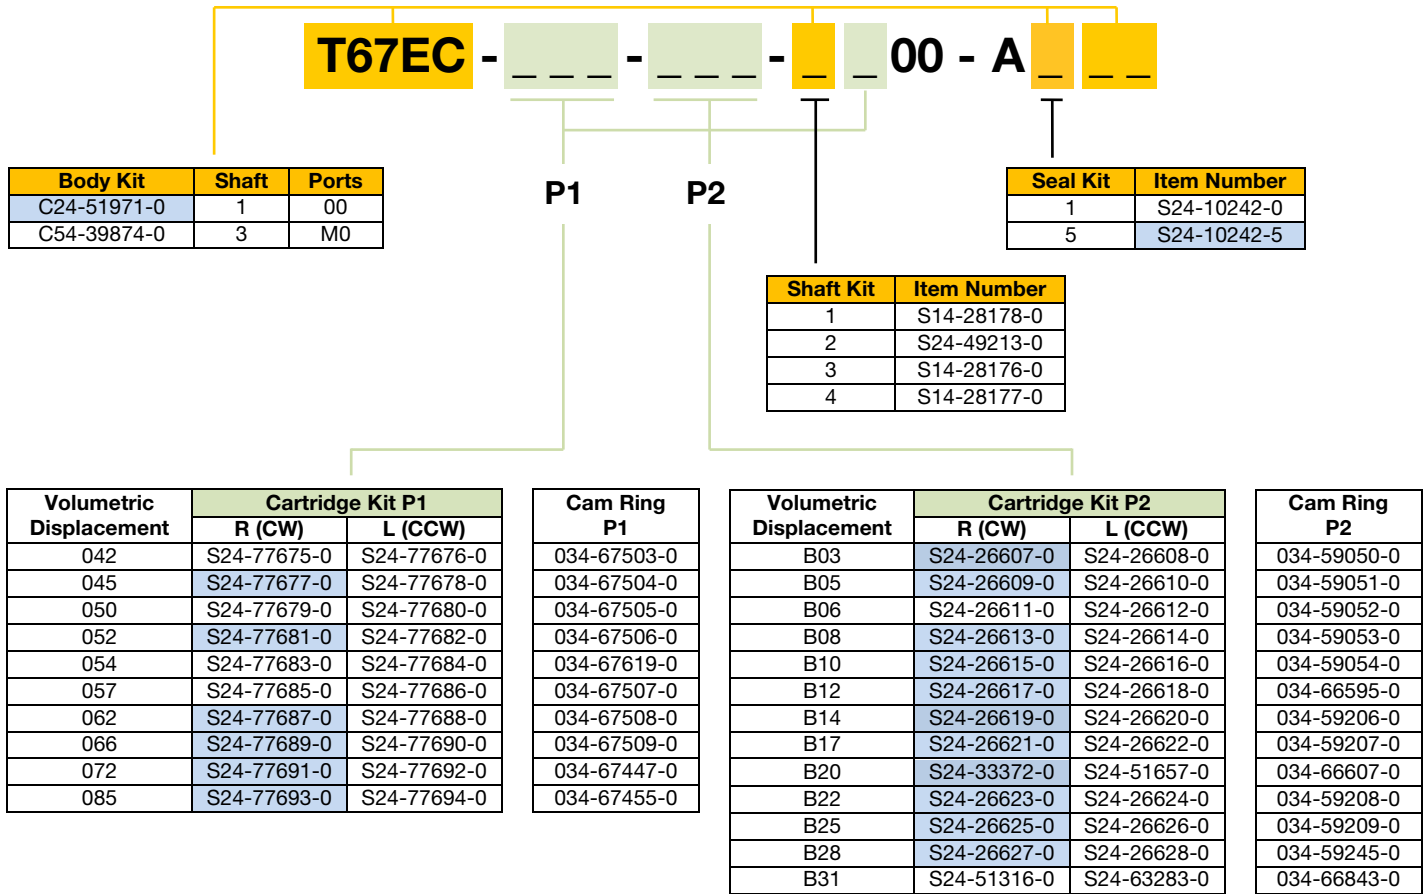 T67EC - _ _ _ - _ _ _ - _ _ 00 - A _ _ _
Body Kit Shaft Ports
C24-51971-0 1 00
C54-39874-0 3 M0
P1 P2
Seal Kit Item Number
1 S24-10242-0
5 S24-10242-5
Shaft Kit Item Number
1 S14-28178-0
2 S24-49213-0
3 S14-28176-0
4 S14-28177-0
Volumetric Displacement Cartridge Kit P1
R (CW) L (CCW)
042 S24-77675-0 S24-77676-0
045 S24-77677-0 S24-77678-0
050 S24-77679-0 S24-77680-0
052 S24-77681-0 S24-77682-0
054 S24-77683-0 S24-77684-0
057 S24-77685-0 S24-77686-0
062 S24-77687-0 S24-77688-0
066 S24-77689-0 S24-77690-0
072 S24-77691-0 S24-77692-0
085 S24-77693-0 S24-77694-0
Cam Ring
P1
034-67503-0
034-67504-0
034-67505-0
034-67506-0
034-67619-0
034-67507-0
034-67508-0
034-67509-0
034-67447-0
034-67455-0
Volumetric Displacement Cartridge Kit P2
R (CW) L (CCW)
B03 S24-26607-0 S24-26608-0
B05 S24-26609-0 S24-26610-0
B06 S24-26611-0 S24-26612-0
B08 S24-26613-0 S24-26614-0
B10 S24-26615-0 S24-26616-0
B12 S24-26617-0 S24-26618-0
B14 S24-26619-0 S24-26620-0
B17 S24-26621-0 S24-26622-0
B20 S24-33372-0 S24-51657-0
B22 S24-26623-0 S24-26624-0
B25 S24-26625-0 S24-26626-0
B28 S24-26627-0 S24-26628-0
B31 S24-51316-0 S24-63283-0
Cam Ring
P2
034-59050-0
034-59051-0
034-59052-0
034-59053-0
034-59054-0
034-66595-0
034-59206-0
034-59207-0
034-66607-0
034-59208-0
034-59209-0
034-59245-0
034-66843-0